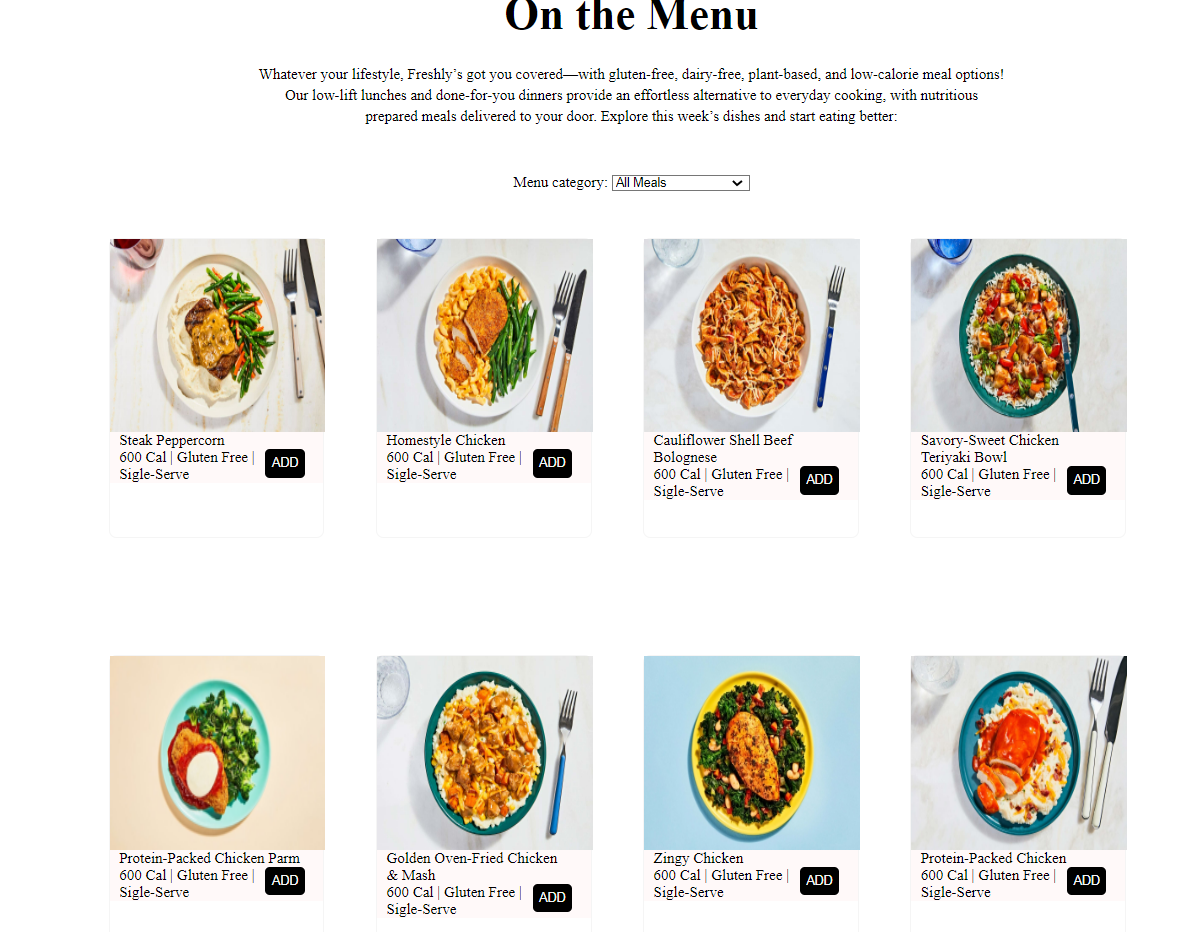 On the Menu
Whatever your lifestyle, Freshly’s got you covered—with gluten-free, dairy-free, plant-based, and low-calorie meal options!
Our low-lift lunches and done-for-you dinners provide an effortless alternative to everyday cooking, with nutritious
prepared meals delivered to your door. Explore this week’s dishes and start eating better:
Menu category: All Meals
Steak Peppercorn
600 Cal | Gluten Free |
Sigle-Serve
ADD
Homestyle Chicken
600 Cal | Gluten Free |
Sigle-Serve
ADD
Cauliflower Shell Beef
Bolognese
600 Cal | Gluten Free |
Sigle-Serve
ADD
Savory-Sweet Chicken
Teriyaki Bowl
600 Cal | Gluten Free |
Sigle-Serve
ADD
Protein-Packed Chicken Parm
600 Cal | Gluten Free |
Sigle-Serve
ADD
Golden Oven-Fried Chicken
& Mash
600 Cal | Gluten Free |
Sigle-Serve
ADD
Zingy Chicken
600 Cal | Gluten Free |
Sigle-Serve
ADD
Protein-Packed Chicken
600 Cal | Gluten Free |
Sigle-Serve
ADD